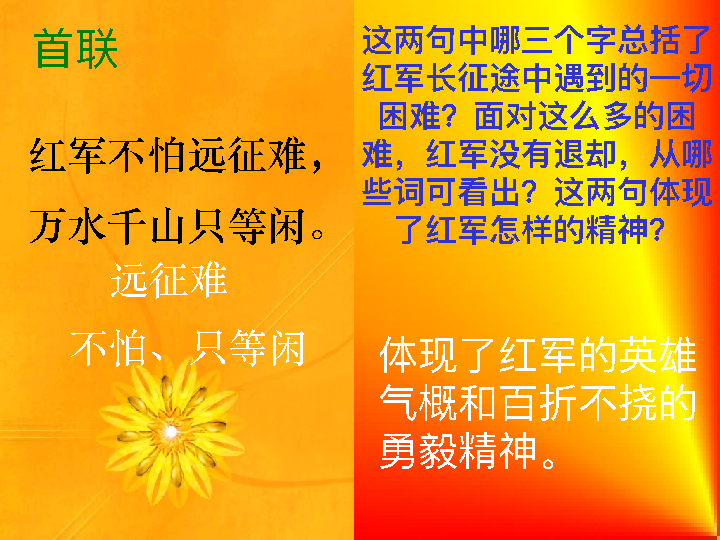 首联
红军不怕远征难，
万水千山只等闲。
远征难
不怕、只等闲
这两句中哪三个字总括了
红军长征途中遇到的一切
困难？面对这么多的困
难，红军没有退却，从哪
些词可看出？这两句体现
了红军怎样的精神？
体现了红军的英雄
气概和百折不挠的
勇毅精神。